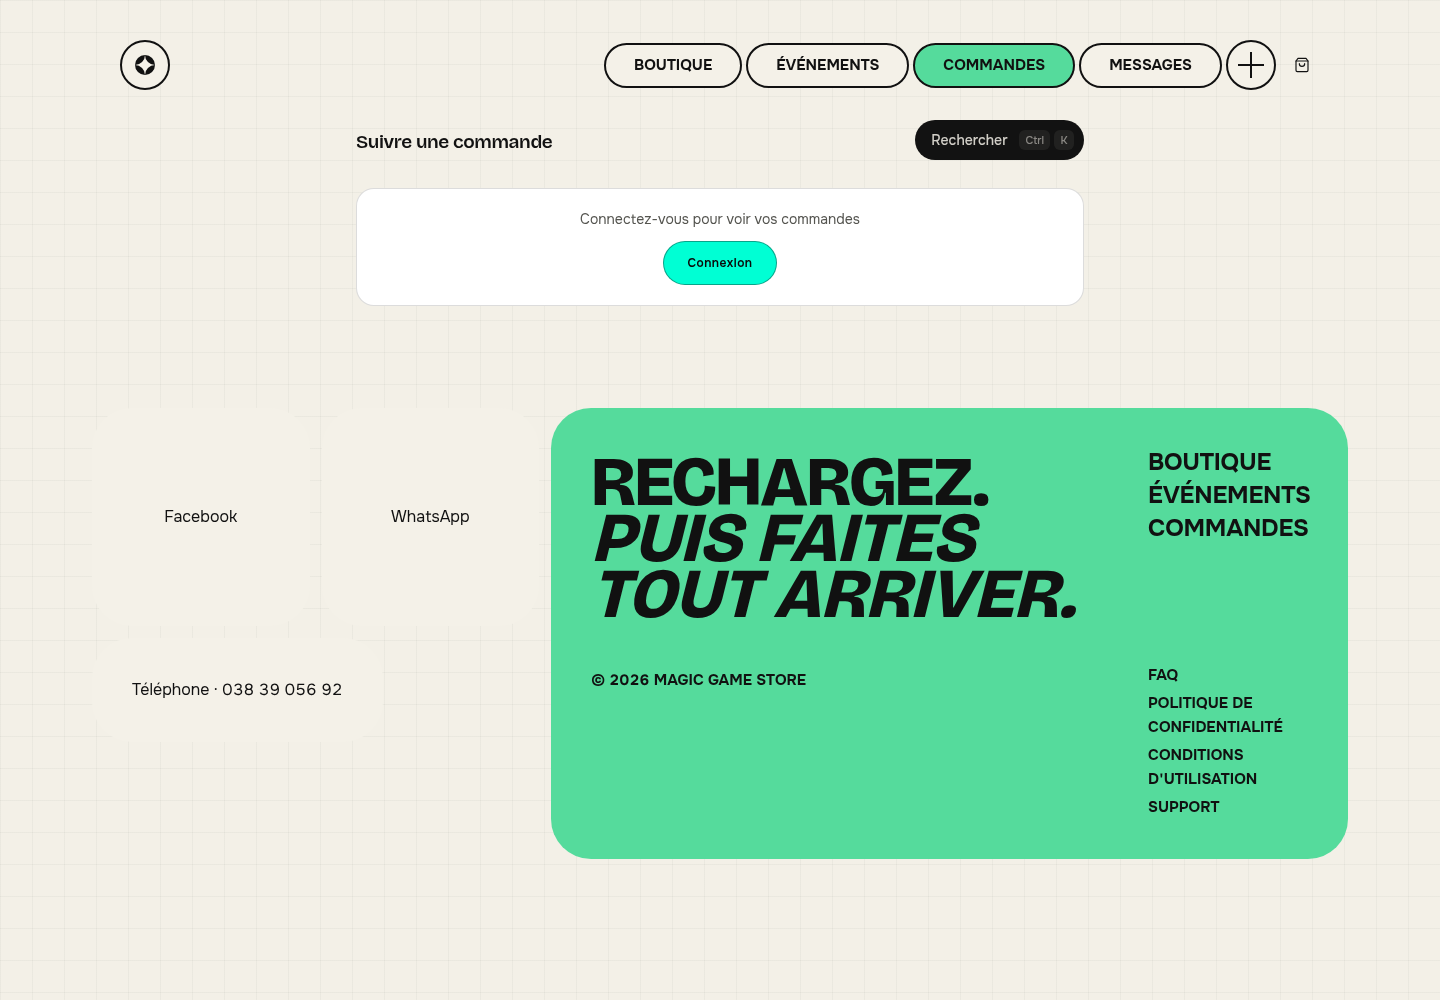 BOUTIQUE
ÉVÉNEMENTS
COMMANDES
MESSAGES
Suivre une commande
Rechercher Ctrl K
Connectez-vous pour voir vos commandes
Connexion
Facebook
WhatsApp
Téléphone · 038 39 056 92
RECHARGEZ.
PUIS FAITES
TOUT ARRIVER.
© 2026 MAGIC GAME STORE
BOUTIQUE
ÉVÉNEMENTS
COMMANDES
FAQ
POLITIQUE DE
CONFIDENTIALITÉ
CONDITIONS
D'UTILISATION
SUPPORT